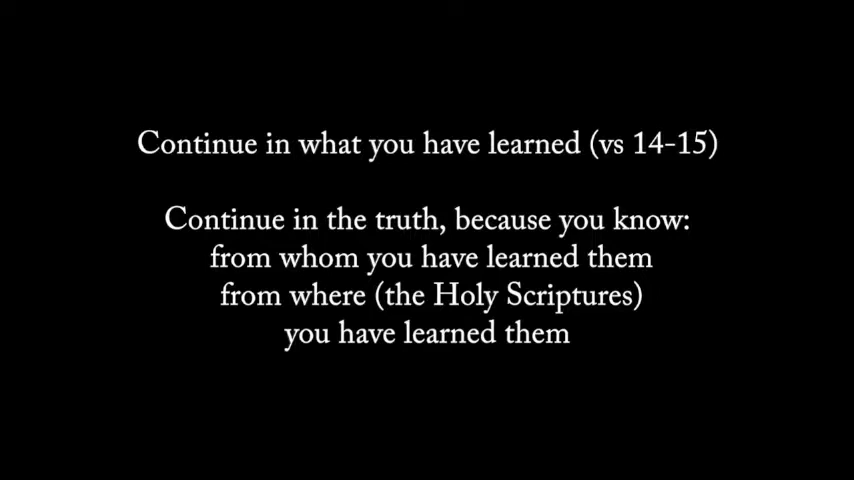 Continue in what you have learned (vs 14-15)
Continue in the truth, because you know:
from whom you have learned them
from where (the Holy Scriptures)
you have learned them